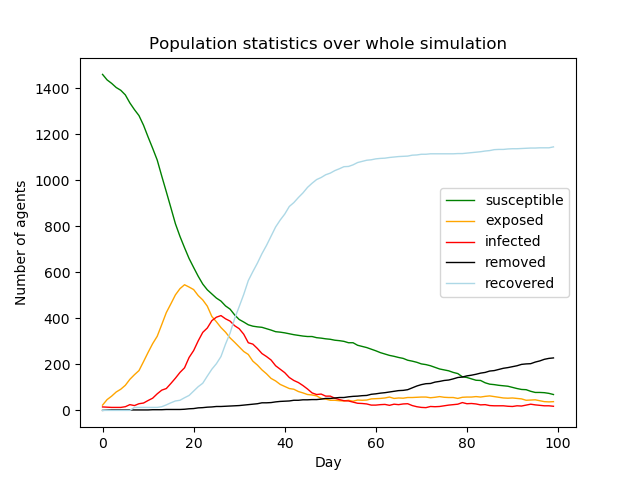 Population statistics over whole simulation
1400
1200
1000
800
600
400
200
0
Number of agents
susceptible
exposed
infected
removed
recovered
0 20 40 60 80 100
Day